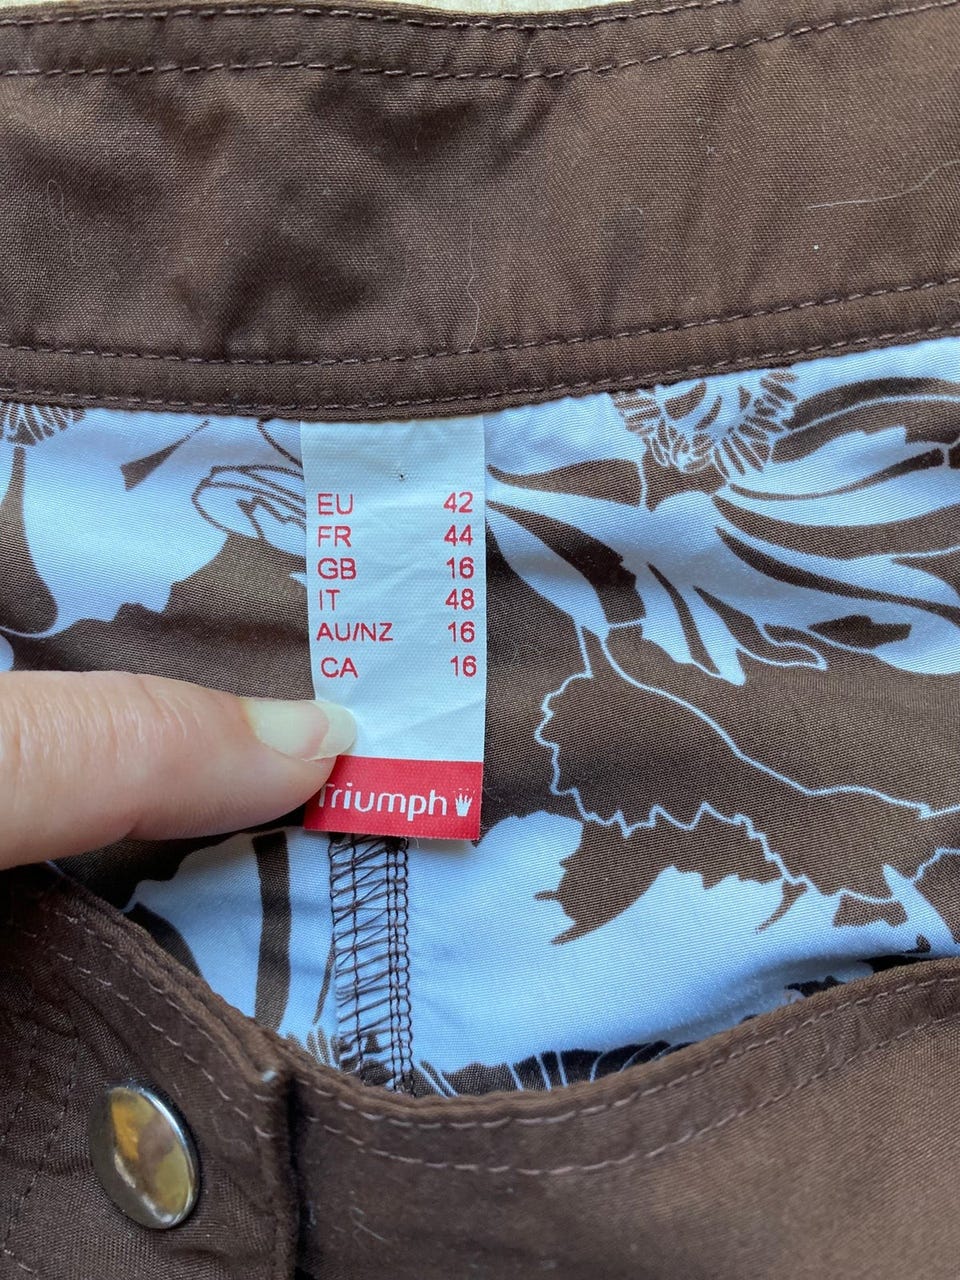 EU 42
FR 44
GB 16
IT 48
AU/NZ 16
CA 16
Triumph